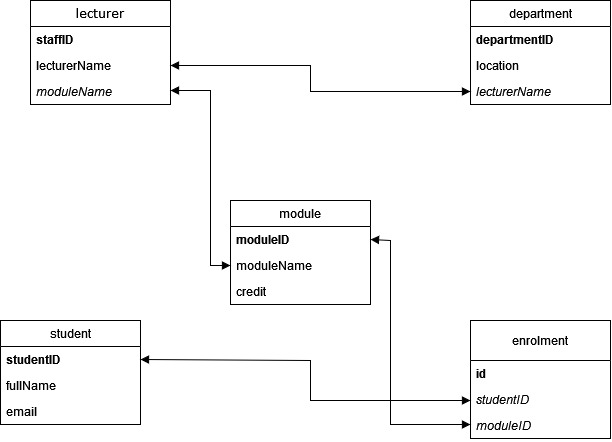 lecturer
staffID
lecturerName
moduleName
department
departmentID
location
lecturerName
module
moduleID
moduleName
credit
student
studentID
fullName
email
enrolment
id
studentID
moduleID